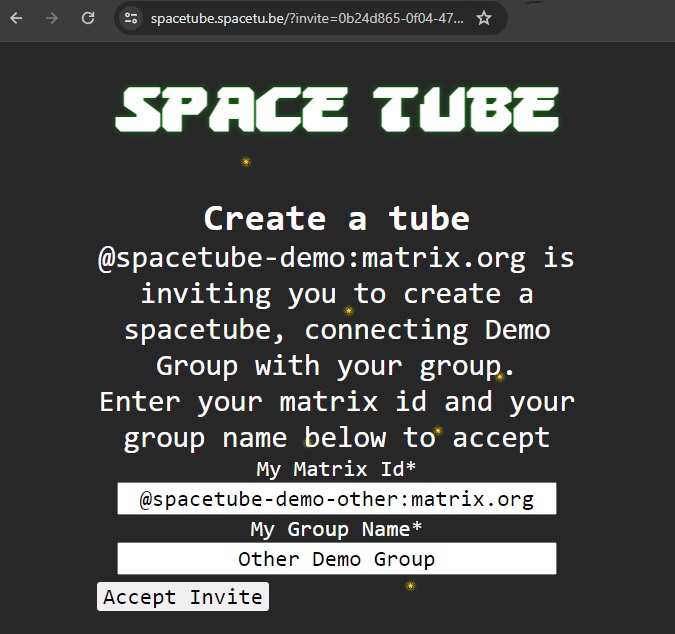 spacetube.spacetu.be/?invite=0b24d865-0f04-47...
SPACE TUBE
Create a tube
@spacetube-demo:matrix.org is
inviting you to create a
spacetube, connecting Demo
Group with your group.
Enter your matrix id and your
group name below to accept
My Matrix Id*
@spacetube-demo-other:matrix.org
My Group Name*
Other Demo Group
Accept Invite